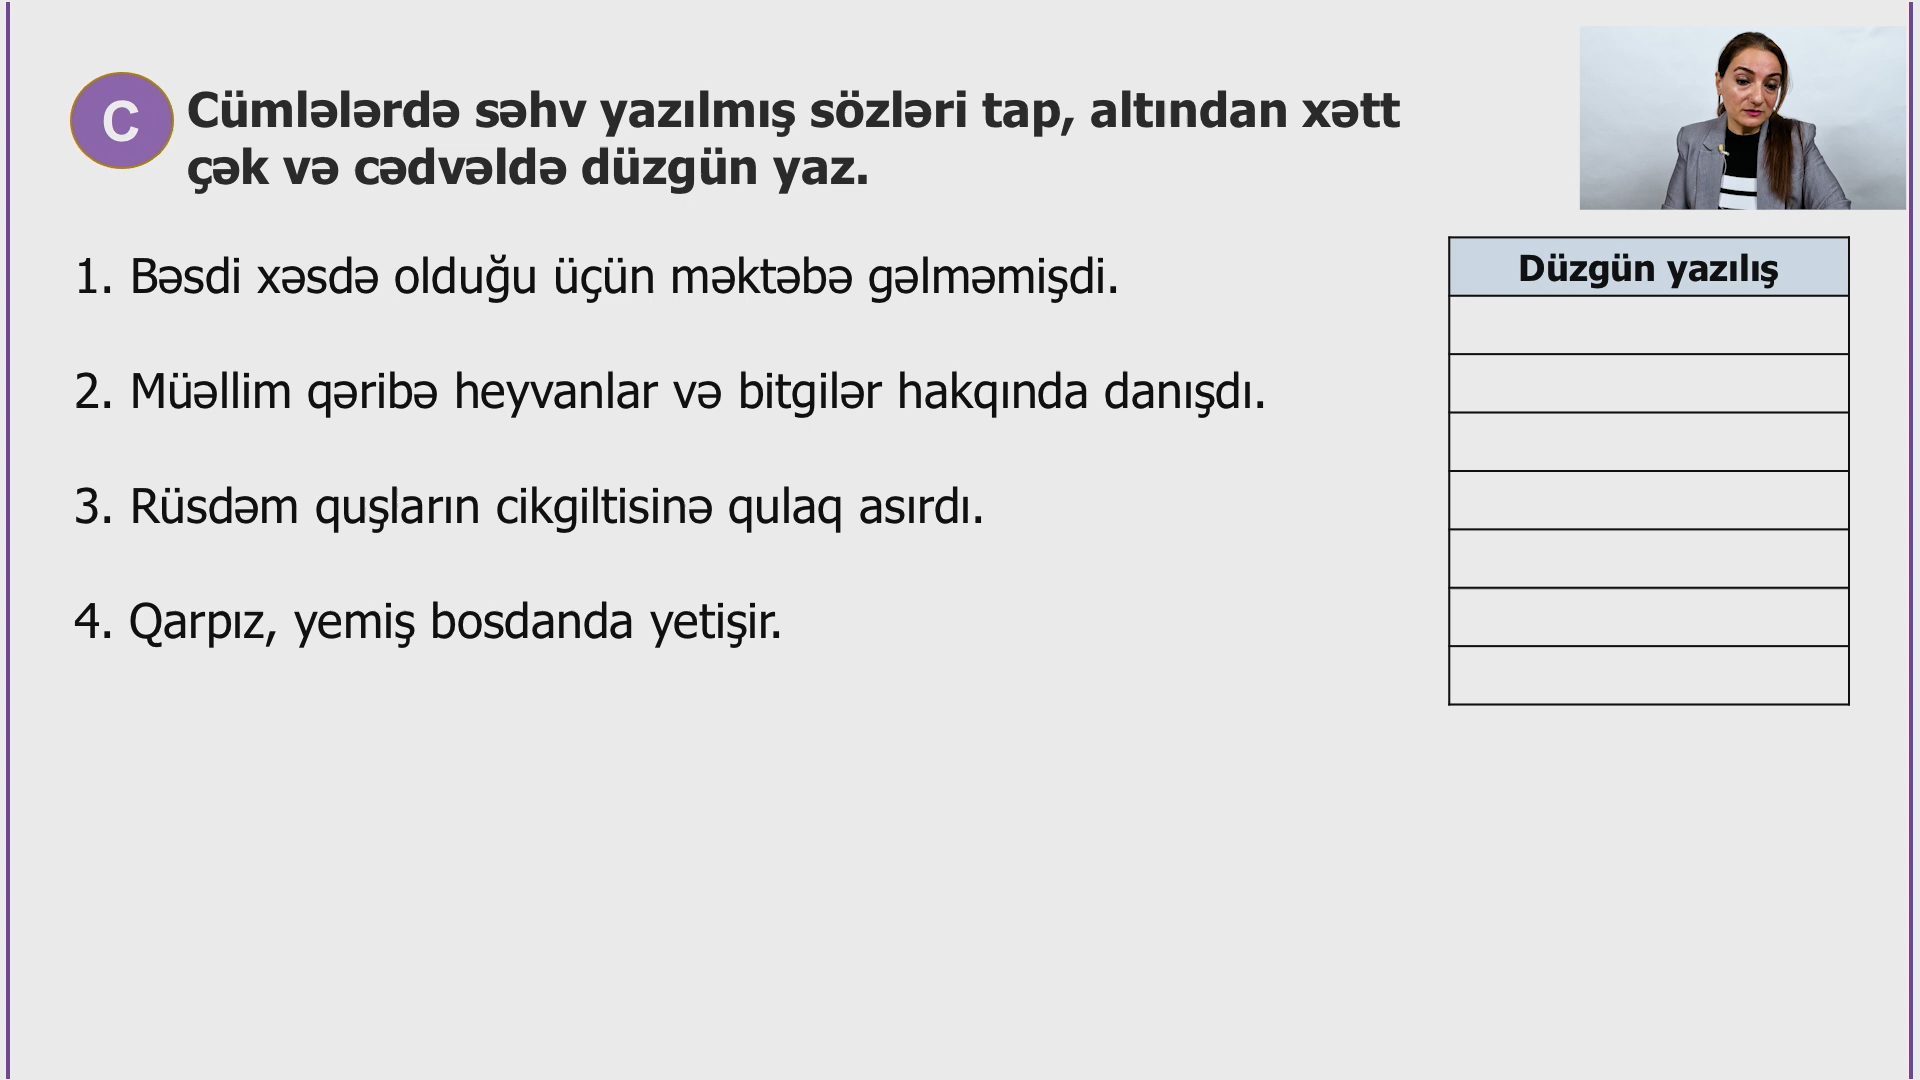 C
Cümlələrdə səhv yazılmış sözləri tap, altından xətt
çək və cədvəldə düzgün yaz.
1. Bəsdi xəsdə olduğu üçün məktəbə gəlməmişdi.
2. Müəllim qəribə heyvanlar və bitgilər hakqında danışdı.
3. Rüsdəm quşların cikgiltisinə qulaq asırdı.
4. Qarpız, yemiş bosdanda yetişir.
Düzgün yazılış